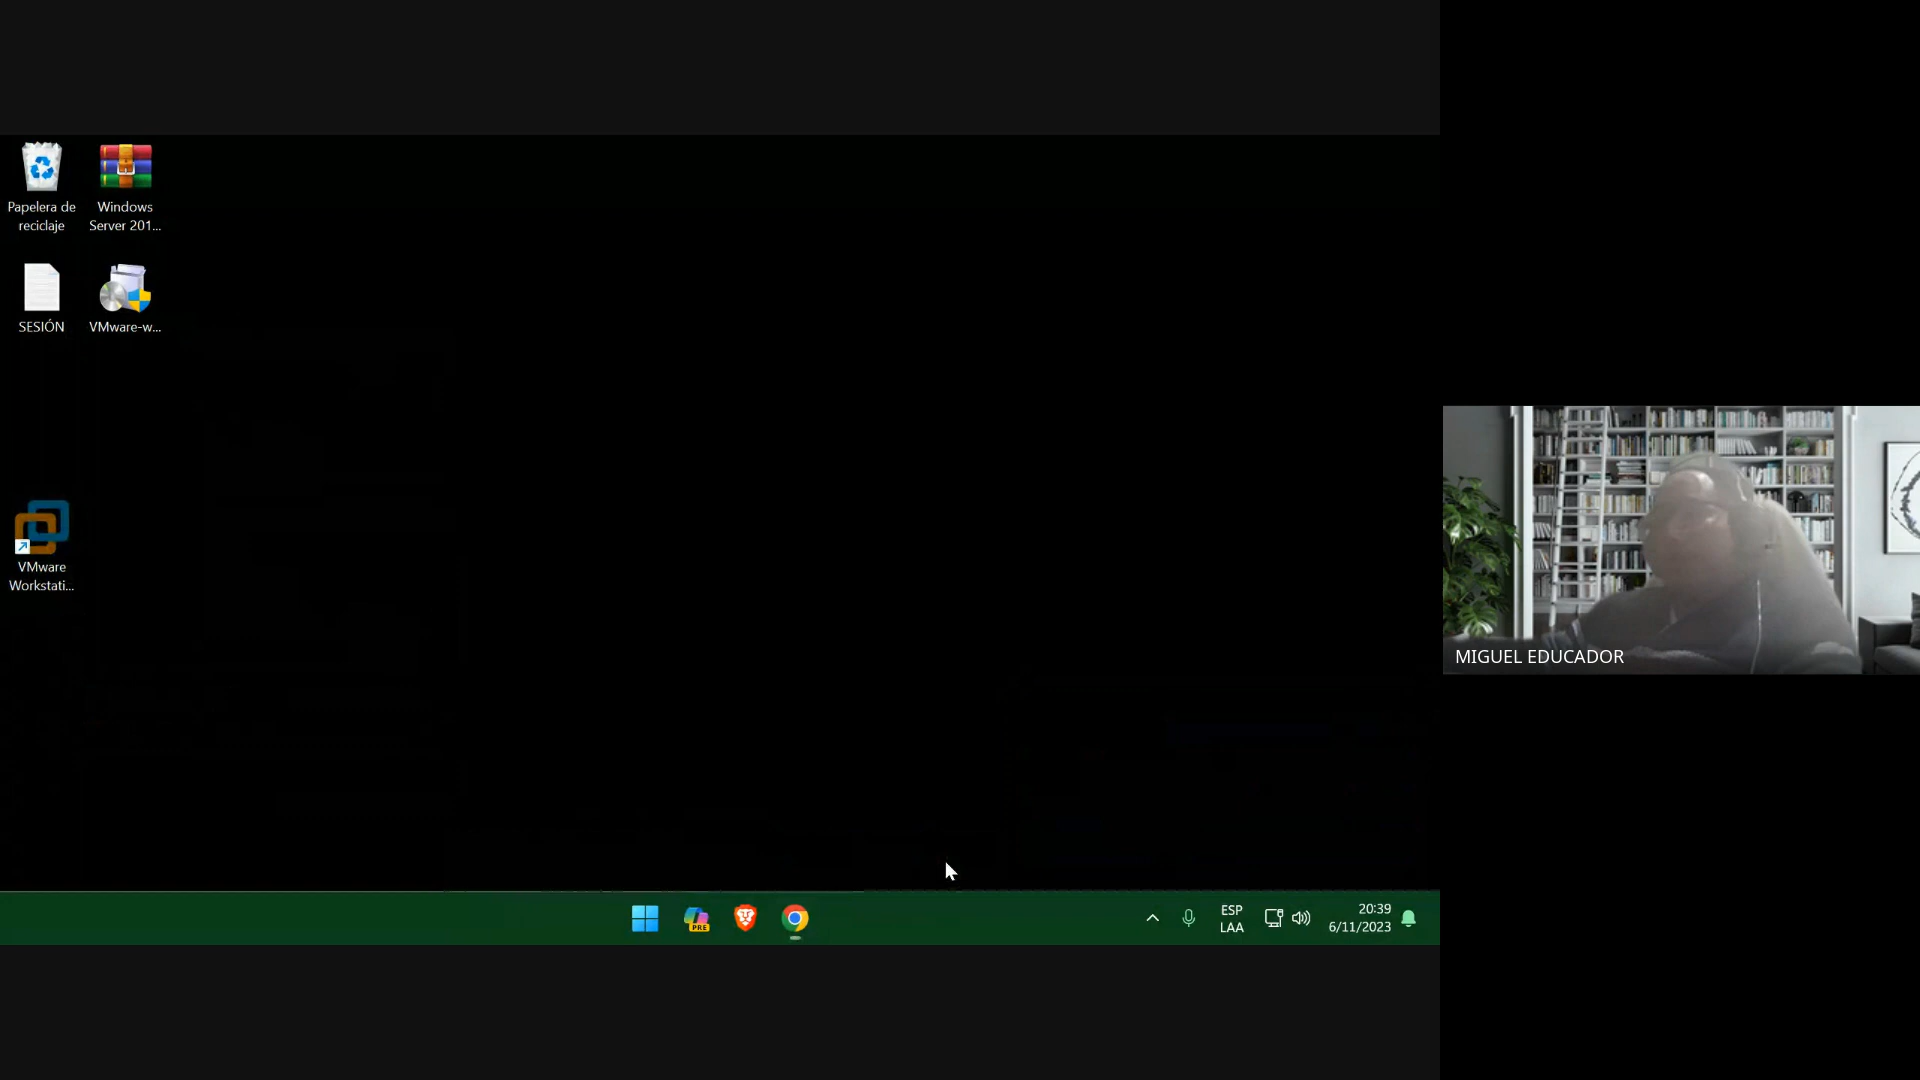 Papelera de
reciclaje
Windows
Server 201...
SESIÓN
VMware-w...
VMware
Workstati...
MIGUEL EDUCADOR
PRE
ESP
LAA
20:39
6/11/2023